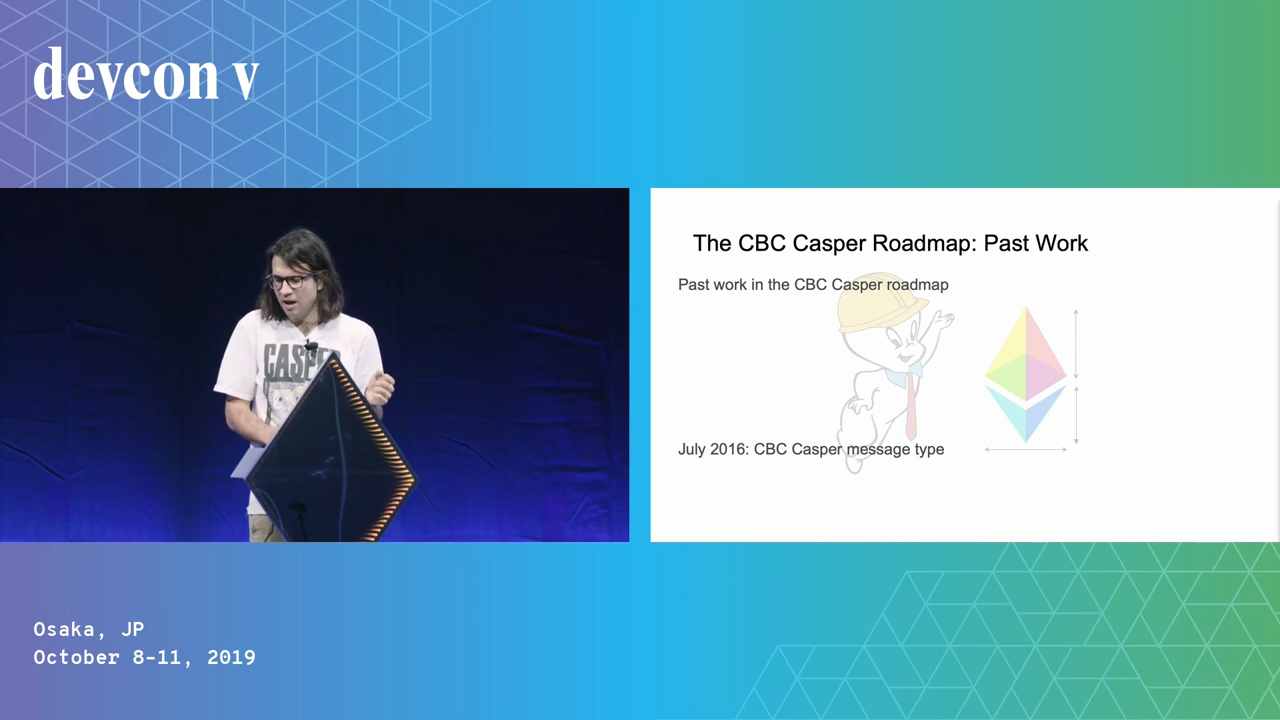 devcon v
CASPER
The CBC Casper Roadmap: Past Work
Past work in the CBC Casper roadmap
July 2016: CBC Casper message type
Osaka, JP
October 8-11, 2019